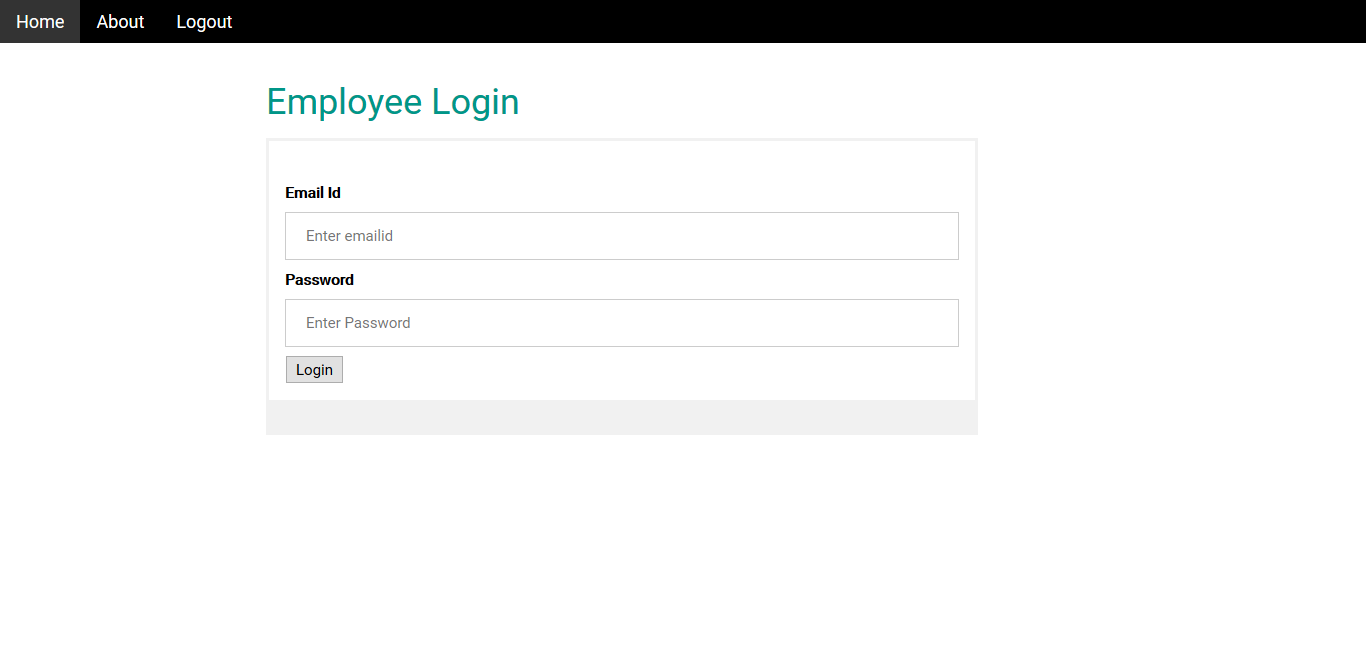 Home About Logout
Employee Login
Email Id
Enter emailid
Password
Enter Password
Login